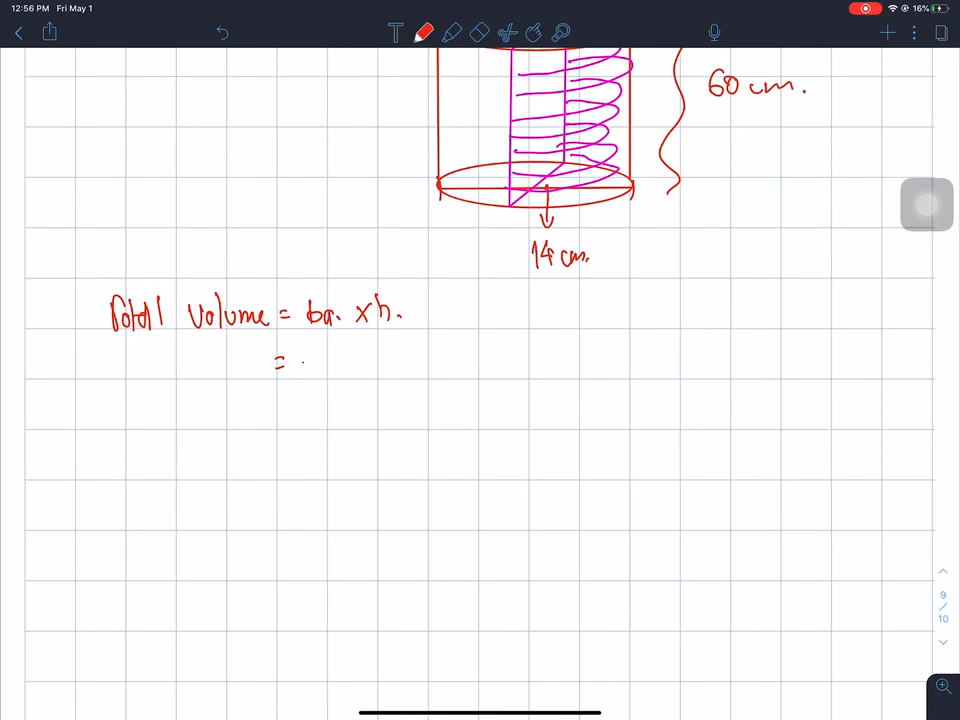 12:56 PM Fri May 1
16%
T
60 cm.
14 cm.
Total Volume = ba. x h.
=
9
/
10